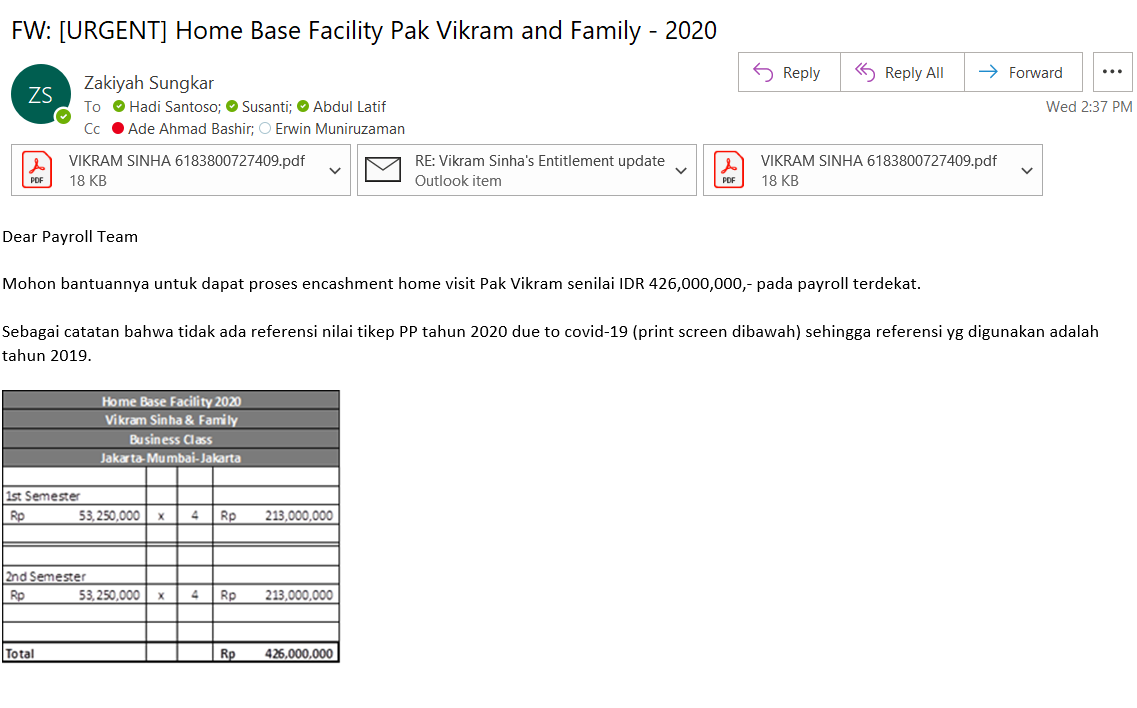 FW: [URGENT] Home Base Facility Pak Vikram and Family - 2020
ZS
Zakiyah Sungkar
To Hadi Santoso; Susanti; Abdul Latif
Cc Ade Ahmad Bashir; Erwin Muniruzaman
Reply
Reply All
Forward
Wed 2:37 PM
PDF
VIKRAM SINHA 6183800727409.pdf
18 KB
RE: Vikram Sinha's Entitlement update
Outlook item
PDF
VIKRAM SINHA 6183800727409.pdf
18 KB
Dear Payroll Team
Mohon bantuannya untuk dapat proses encashment home visit Pak Vikram senilai IDR 426,000,000,- pada payroll terdekat.
Sebagai catatan bahwa tidak ada referensi nilai tikep PP tahun 2020 due to covid-19 (print screen dibawah) sehingga referensi yg digunakan adalah
tahun 2019.
Home Base Facility 2020
Vikram Sinha & Family
Business Class
Jakarta-Mumbai-Jakarta
1st Semester
Rp 53,250,000 x 4 Rp 213,000,000
2nd Semester
Rp 53,250,000 x 4 Rp 213,000,000
Total Rp 426,000,000